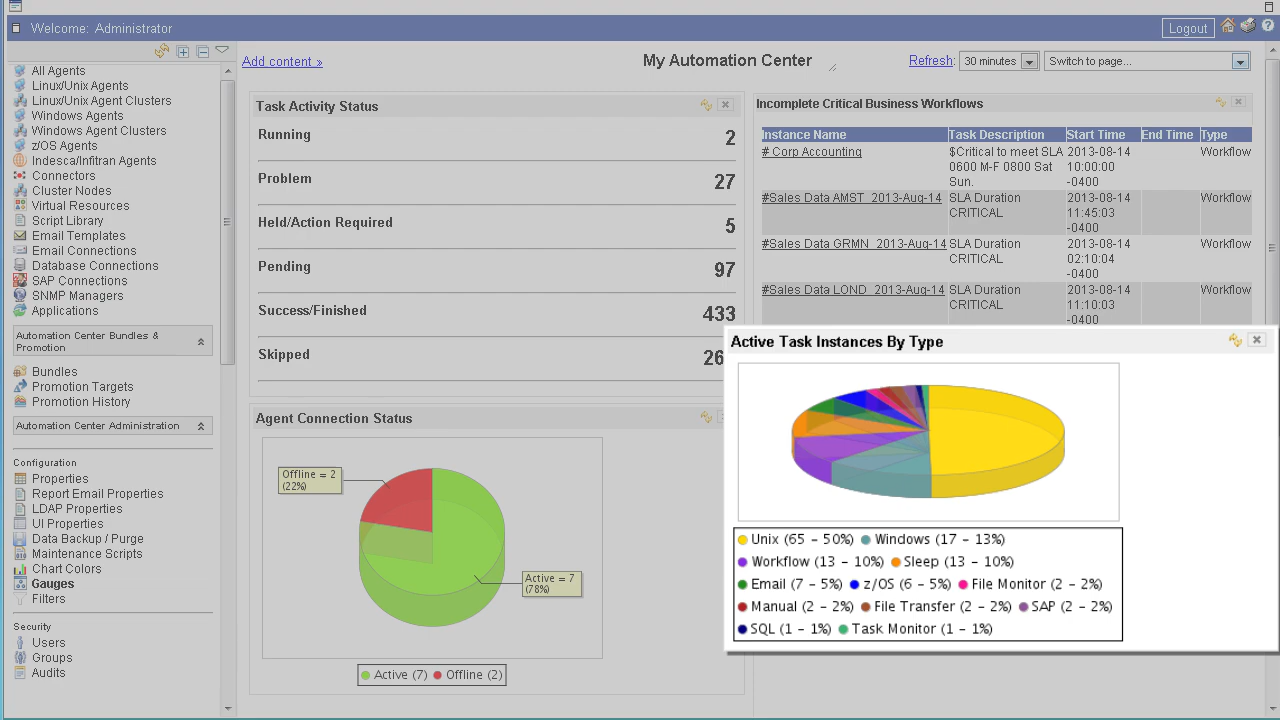 Welcome: Administrator
Logout
All Agents
Linux/Unix Agents
Linux/Unix Agent Clusters
Windows Agents
Windows Agent Clusters
z/OS Agents
Indesca/Infitran Agents
Connectors
Cluster Nodes
Virtual Resources
Script Library
Email Templates
Email Connections
Database Connections
SAP Connections
SNMP Managers
Applications
Automation Center Bundles &
Promotion
Bundles
Promotion Targets
Promotion History
Automation Center Administration
Configuration
Properties
Report Email Properties
LDAP Properties
UI Properties
Data Backup / Purge
Maintenance Scripts
Chart Colors
Gauges
Filters
Security
Users
Groups
Audits
Add content »
My Automation Center
Refresh: 30 minutes Switch to page...
Task Activity Status
Running 2
Problem 27
Held/Action Required 5
Pending 97
Success/Finished 433
Skipped 26
Agent Connection Status
Offline = 2
(22%)
Active = 7
(78%)
Active (7) Offline (2)
Incomplete Critical Business Workflows
Instance Name Task Description Start Time End Time Type
# Corp Accounting $Critical to meet SLA 2013-08-14 Workflow
0600 M-F 0800 Sat 10:00:00
Sun. -0400
#Sales Data AMST_2013-Aug-14 SLA Duration 2013-08-14 Workflow
CRITICAL 11:45:03
-0400
#Sales Data GRMN_2013-Aug-14 SLA Duration 2013-08-14 Workflow
CRITICAL 02:10:04
-0400
#Sales Data LOND_2013-Aug-14 SLA Duration 2013-08-14 Workflow
CRITICAL 11:10:03
-0400
Active Task Instances By Type
Unix (65 – 50%) Windows (17 – 13%)
Workflow (13 – 10%) Sleep (13 – 10%)
Email (7 – 5%) z/OS (6 – 5%) File Monitor (2 – 2%)
Manual (2 – 2%) File Transfer (2 – 2%) SAP (2 – 2%)
SQL (1 – 1%) Task Monitor (1 – 1%)